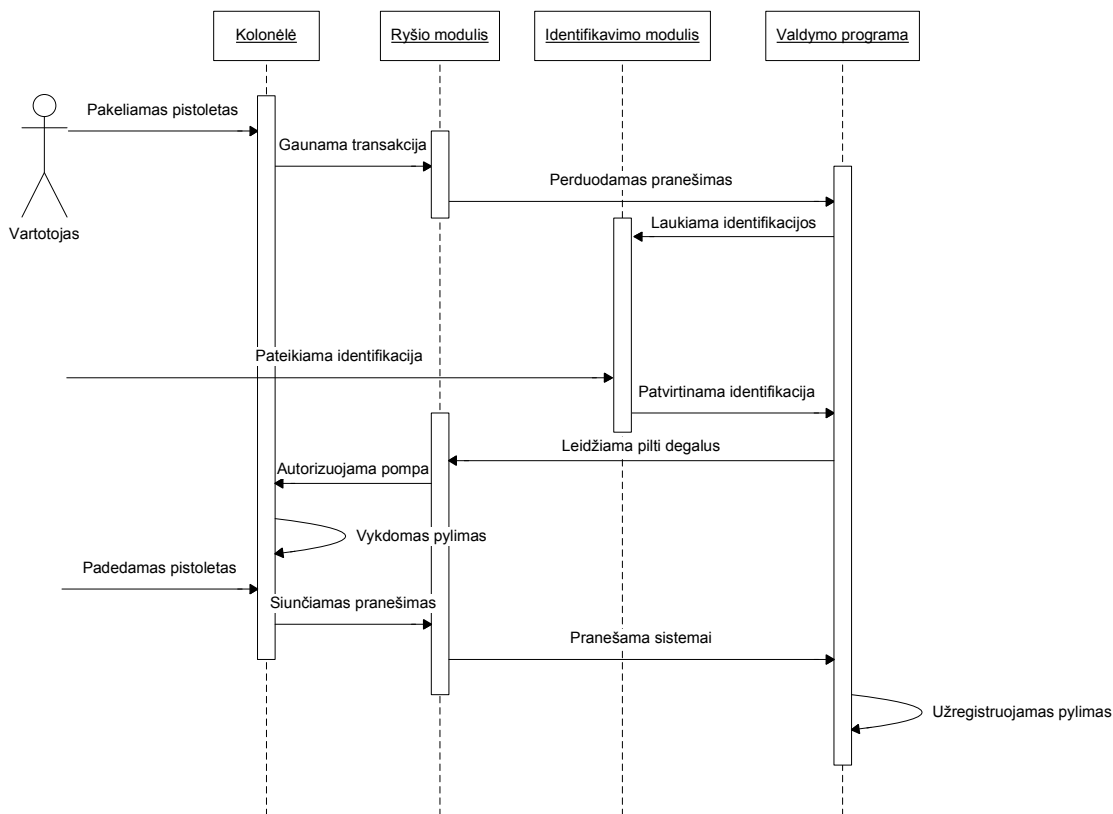 Kolonėlė
Ryšio modulis
Identifikavimo modulis
Valdymo programa
Pakeliamas pistoletas
Gaunama transakcija
Perduodamas pranešimas
Vartotojas
Laukiama identifikacijos
Pateikiama identifikacija
Patvirtinama identifikacija
Leidžiama pilti degalus
Autorizuojama pompa
Vykdomas pylimas
Padedamas pistoletas
Siunčiamas pranešimas
Pranešama sistemai
Užregistruojamas pylimas